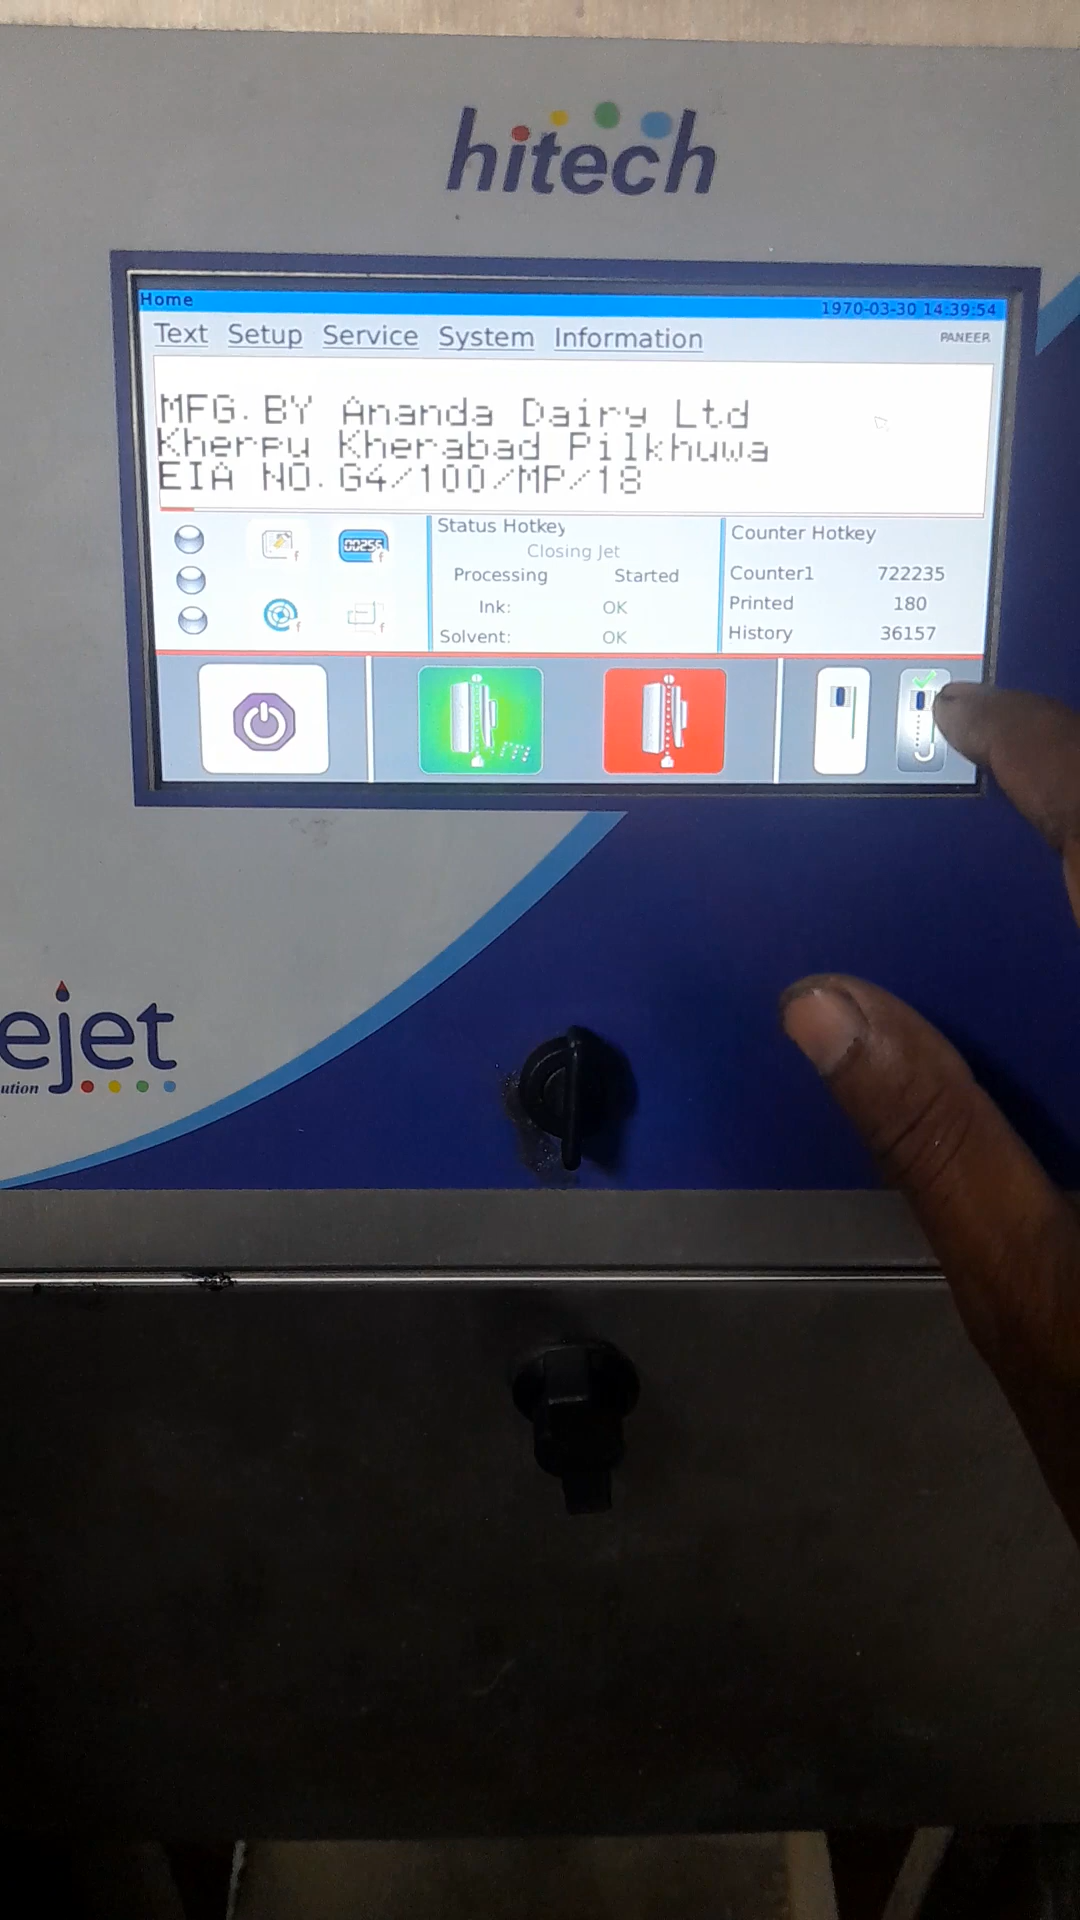 hitech
Home 1970-03-30 14:39:54
Text Setup Service System Information PANEER
MFG. BY Ananda Dairy Ltd
Kherpu Kherabad Pilkhuwa
EIA NO. G4/100/MP/18
Status Hotkey
Closing Jet
Processing Started
Ink: OK
Solvent: OK
Counter Hotkey
Counter1 722235
Printed 180
History 36157
00255
ejet
ution